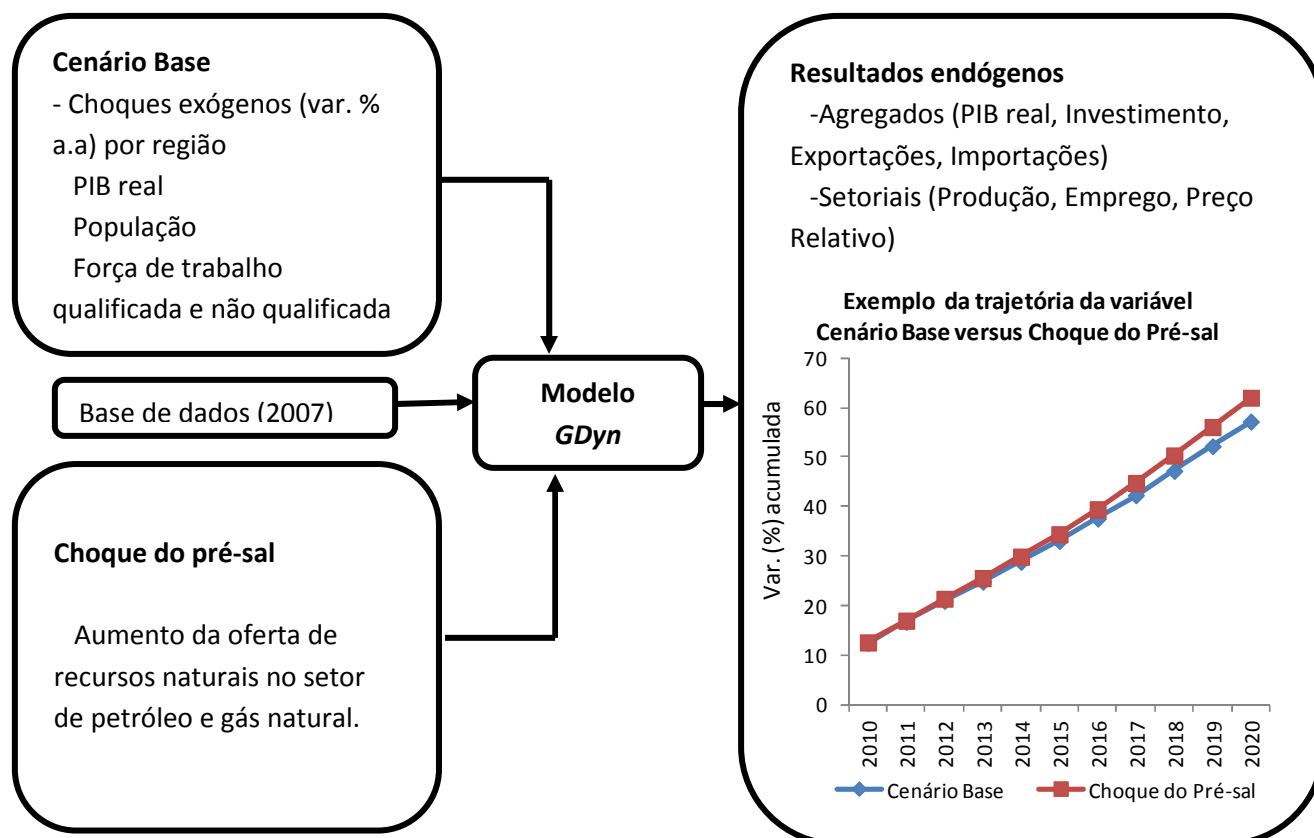 Cenário Base
- Choques exógenos (var. %
a.a) por região
PIB real
População
Força de trabalho
qualificada e não qualificada
Base de dados (2007)
Choque do pré-sal
Aumento da oferta de
recursos naturais no setor
de petróleo e gás natural.
Modelo
GDyn
Resultados endógenos
-Agregados (PIB real, Investimento,
Exportações, Importações)
-Setoriais (Produção, Emprego, Preço
Relativo)
Exemplo da trajetória da variável
Cenário Base versus Choque do Pré-sal
Var. (%) acumulada
70
60
50
40
30
20
10
0
2010
2011
2012
2013
2014
2015
2016
2017
2018
2019
2020
Cenário Base
Choque do Pré-sal